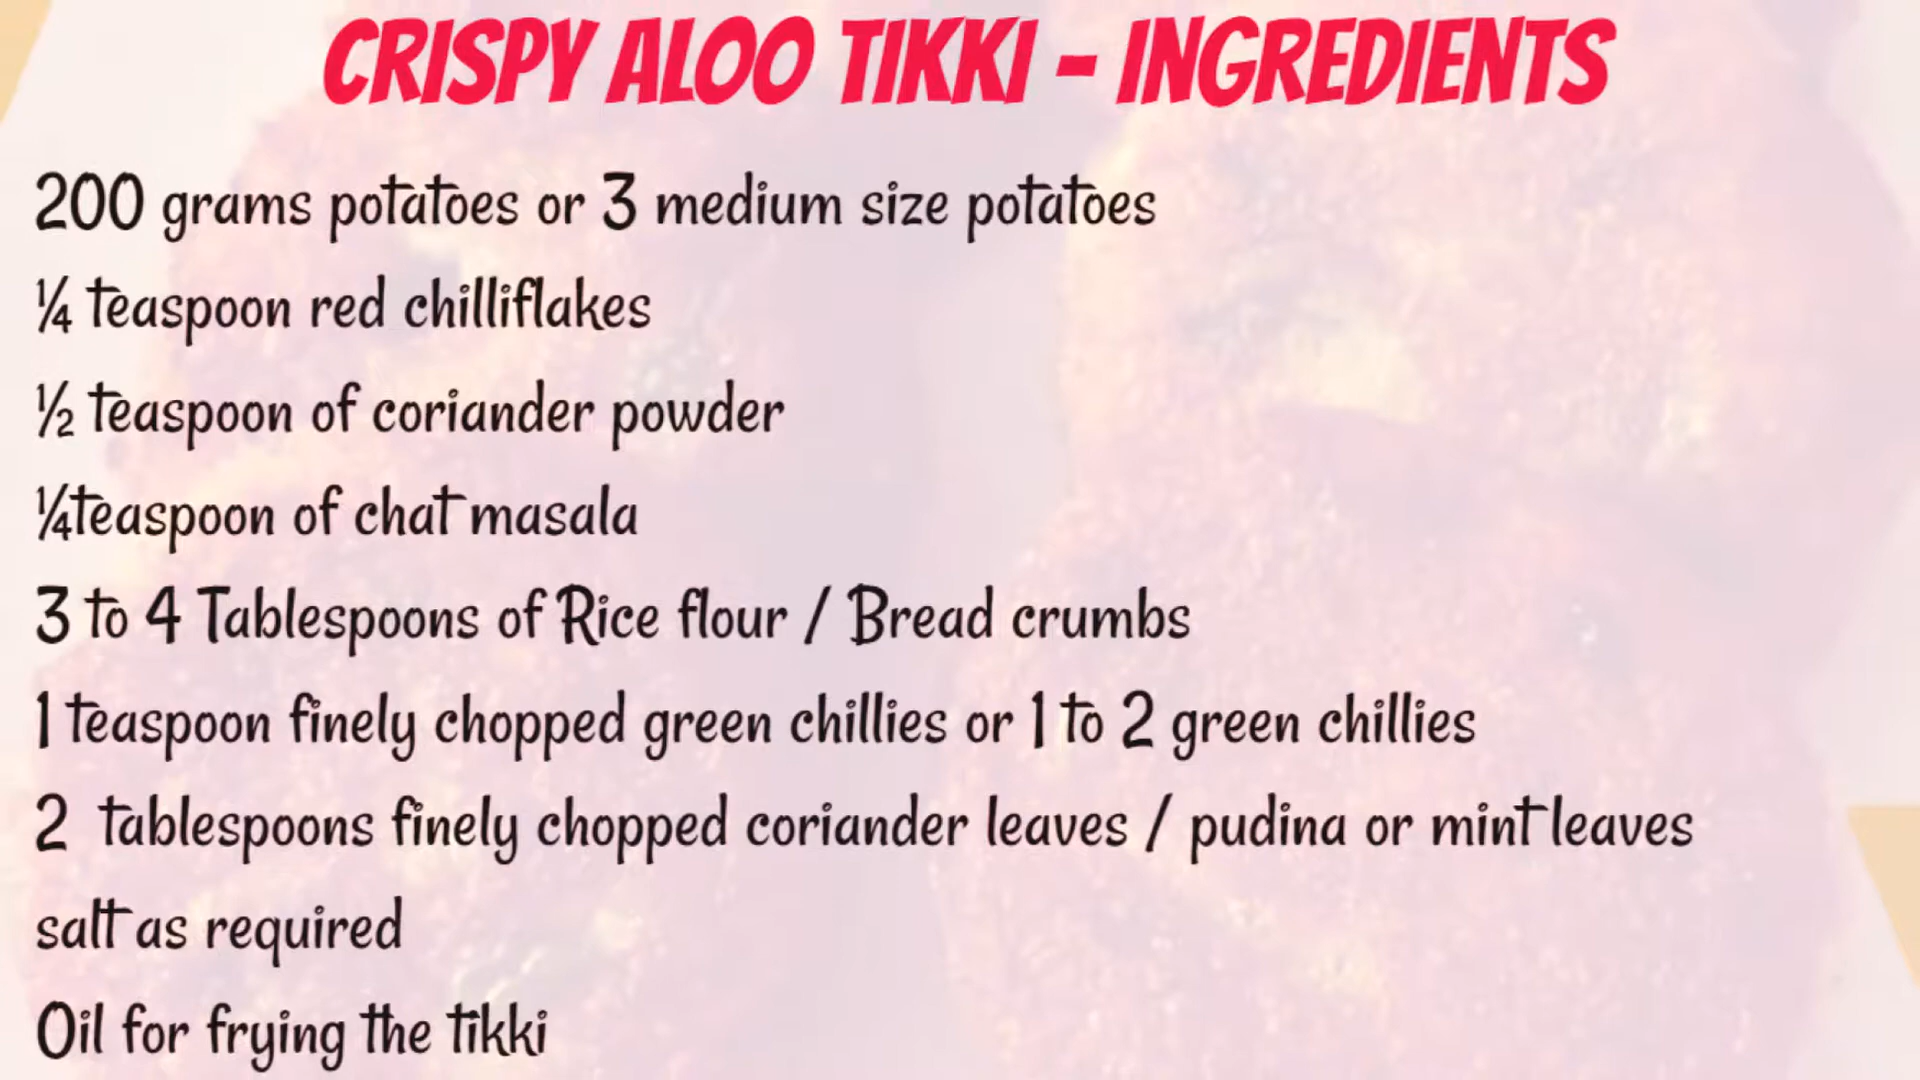 CRISPY ALOO TIKKI - INGREDIENTS
200 grams potatoes or 3 medium size potatoes
¼ teaspoon red chilliflakes
½ teaspoon of coriander powder
¼teaspoon of chat masala
3 to 4 Tablespoons of Rice flour / Bread crumbs
1 teaspoon finely chopped green chillies or 1 to 2 green chillies
2 tablespoons finely chopped coriander leaves / pudina or mint leaves
salt as required
Oil for frying the tikki